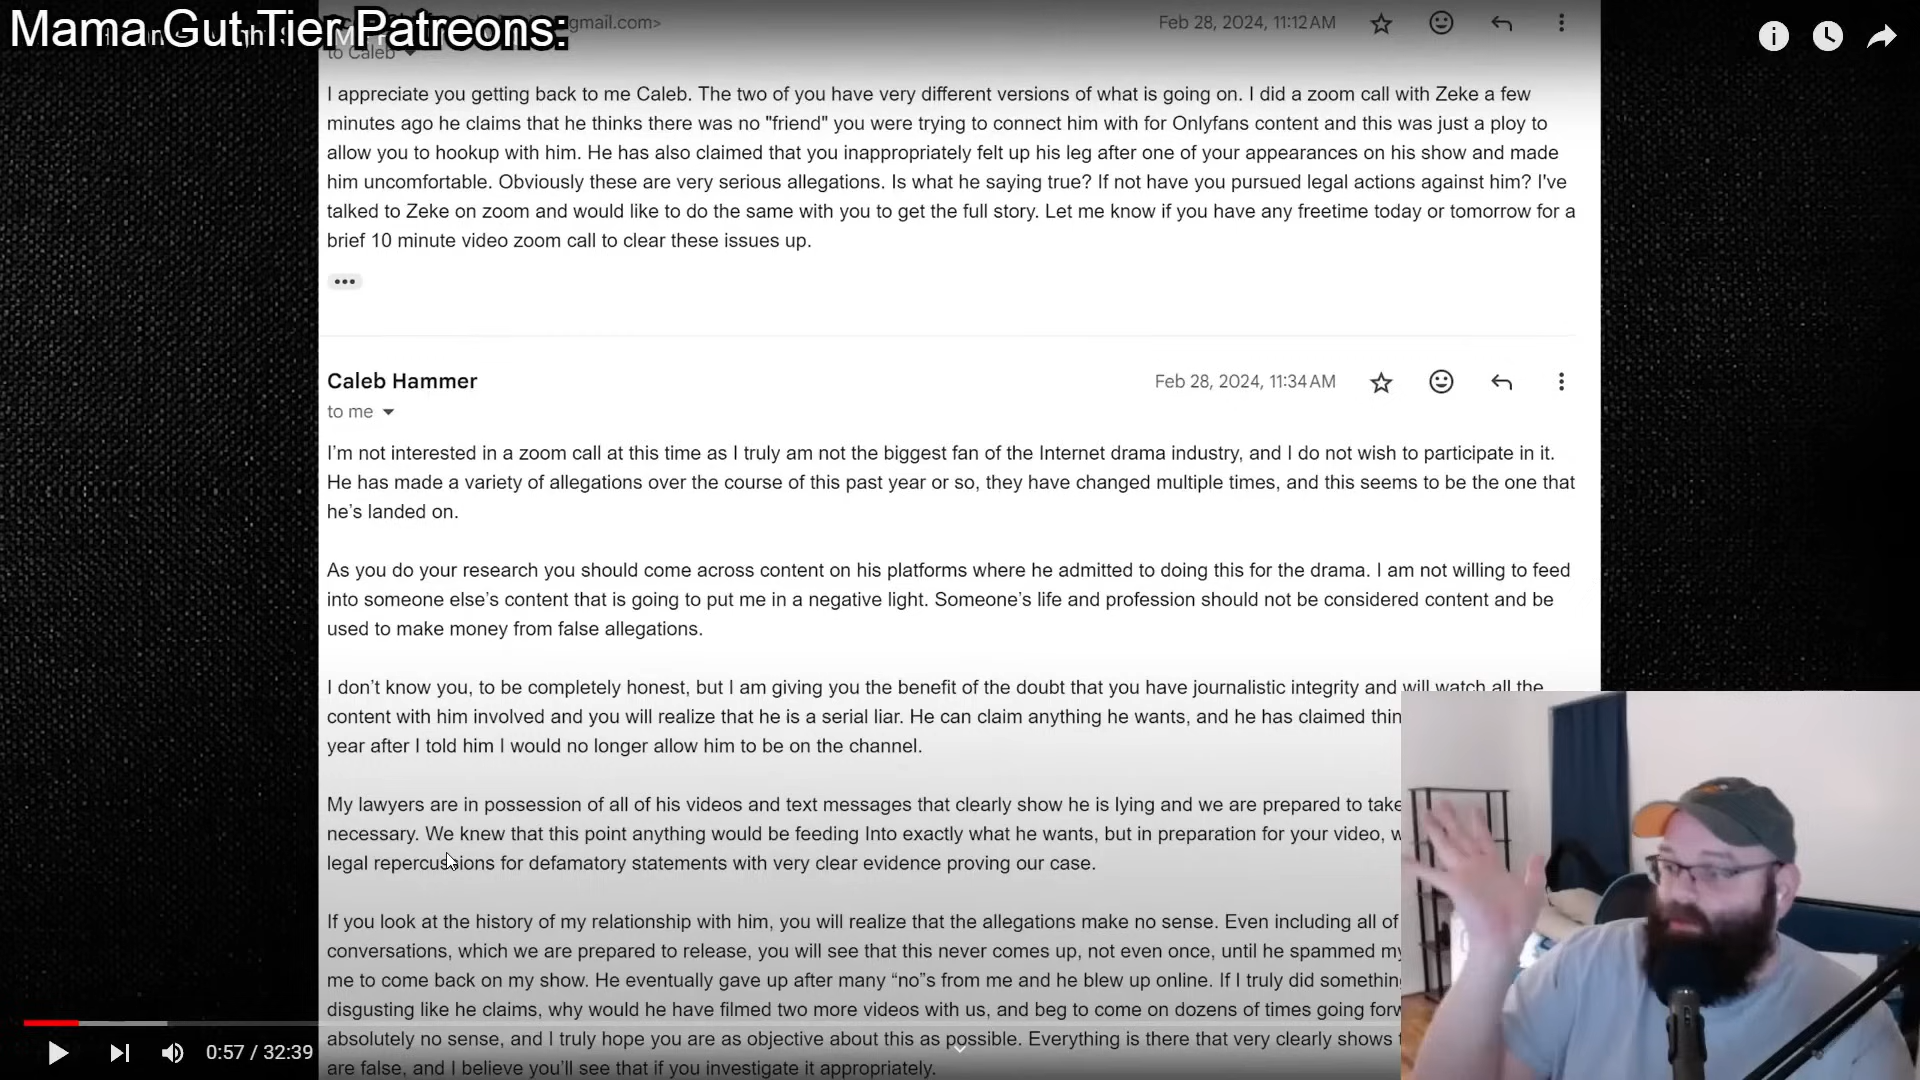 Mama Gut Tier Patreons:
gmail.com>
Feb 28, 2024, 11:12 AM
to Caleb
I appreciate you getting back to me Caleb. The two of you have very different versions of what is going on. I did a zoom call with Zeke a few
minutes ago he claims that he thinks there was no "friend" you were trying to connect him with for Onlyfans content and this was just a ploy to
allow you to hookup with him. He has also claimed that you inappropriately felt up his leg after one of your appearances on his show and made
him uncomfortable. Obviously these are very serious allegations. Is what he saying true? If not have you pursued legal actions against him? I've
talked to Zeke on zoom and would like to do the same with you to get the full story. Let me know if you have any freetime today or tomorrow for a
brief 10 minute video zoom call to clear these issues up.
Caleb Hammer
Feb 28, 2024, 11:34 AM
to me
I'm not interested in a zoom call at this time as I truly am not the biggest fan of the Internet drama industry, and I do not wish to participate in it.
He has made a variety of allegations over the course of this past year or so, they have changed multiple times, and this seems to be the one that
he's landed on.
As you do your research you should come across content on his platforms where he admitted to doing this for the drama. I am not willing to feed
into someone else's content that is going to put me in a negative light. Someone's life and profession should not be considered content and be
used to make money from false allegations.
I don't know you, to be completely honest, but I am giving you the benefit of the doubt that you have journalistic integrity and will watch all the
content with him involved and you will realize that he is a serial liar. He can claim anything he wants, and he has claimed
year after I told him I would no longer allow him to be on the channel.
My lawyers are in possession of all of his videos and text messages that clearly show he is lying and we are prepared to take
necessary. We knew that this point anything would be feeding Into exactly what he wants, but in preparation for your video,
legal repercussions for defamatory statements with very clear evidence proving our case.
If you look at the history of my relationship with him, you will realize that the allegations make no sense. Even including all of
conversations, which we are prepared to release, you will see that this never comes up, not even once, until he spammed
me to come back on my show. He eventually gave up after many “no”s from me and he blew up online. If I truly did
disgusting like he claims, why would he have filmed two more videos with us, and beg to come on dozens of times going
absolutely no sense, and I truly hope you are as objective about this as possible. Everything is there that very clearly shows
are false, and I believe you'll see that if you investigate it appropriately.
0:57 / 32:39